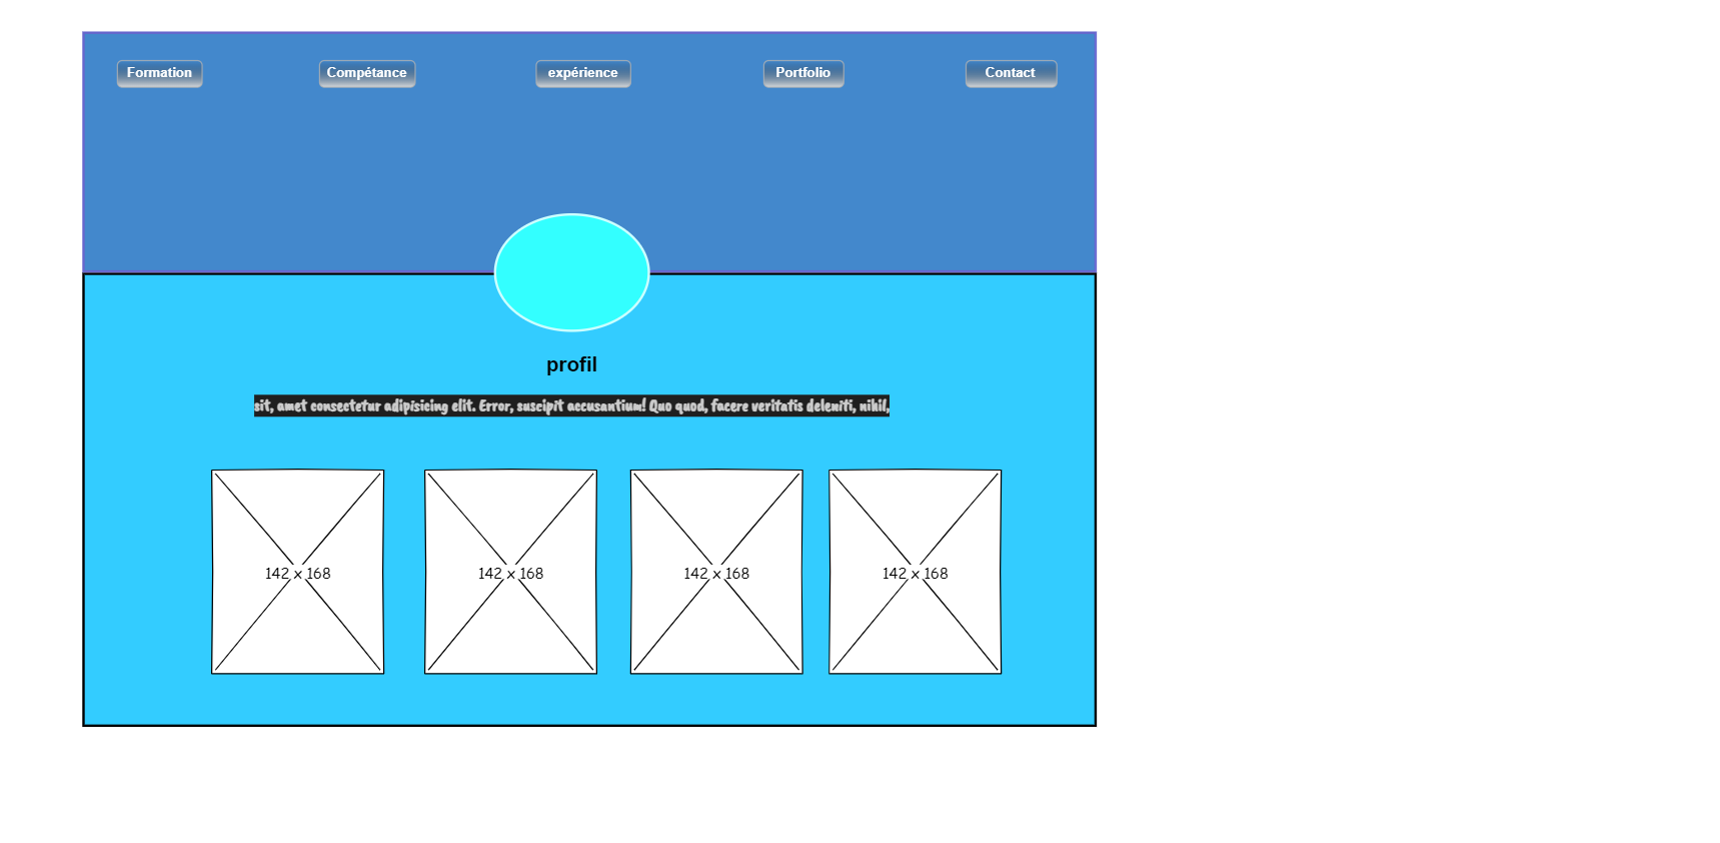 Formation Compétance expérience Portfolio Contact
profil
sit, amet consectetur adipisicing elit. Error, suscipit accusantium! Quo quod, facere veritatis deleniti, nihil,
142 x 168 142 x 168 142 x 168 142 x 168